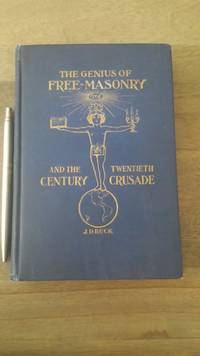 THE GENIUS OF
FREE-MASONRY
AND THE TWENTIETH
CENTURY CRUSADE
J.D.BUCK